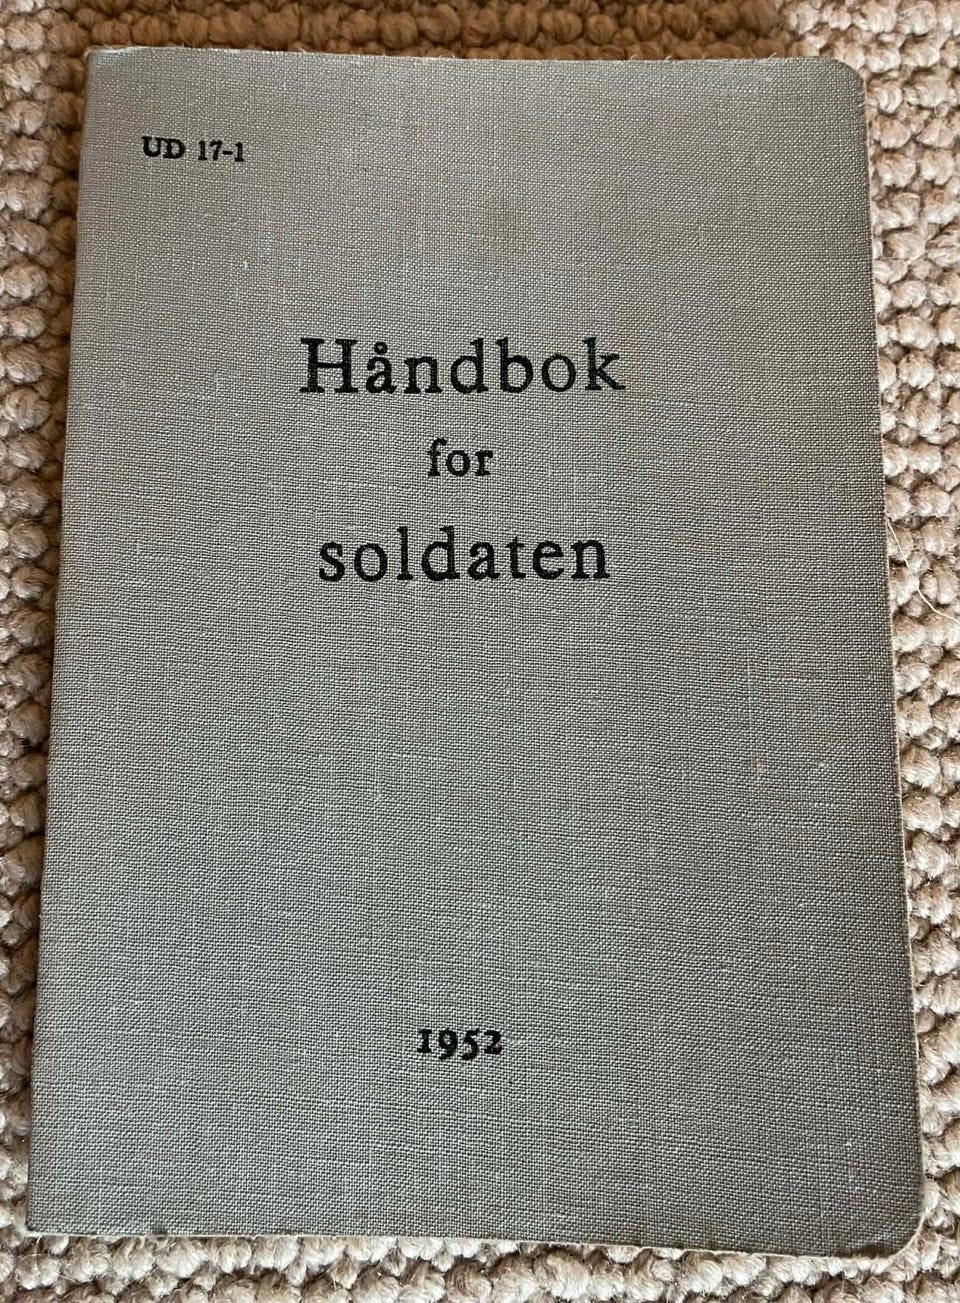 UD 17-1
Håndbok
for
soldaten
1952